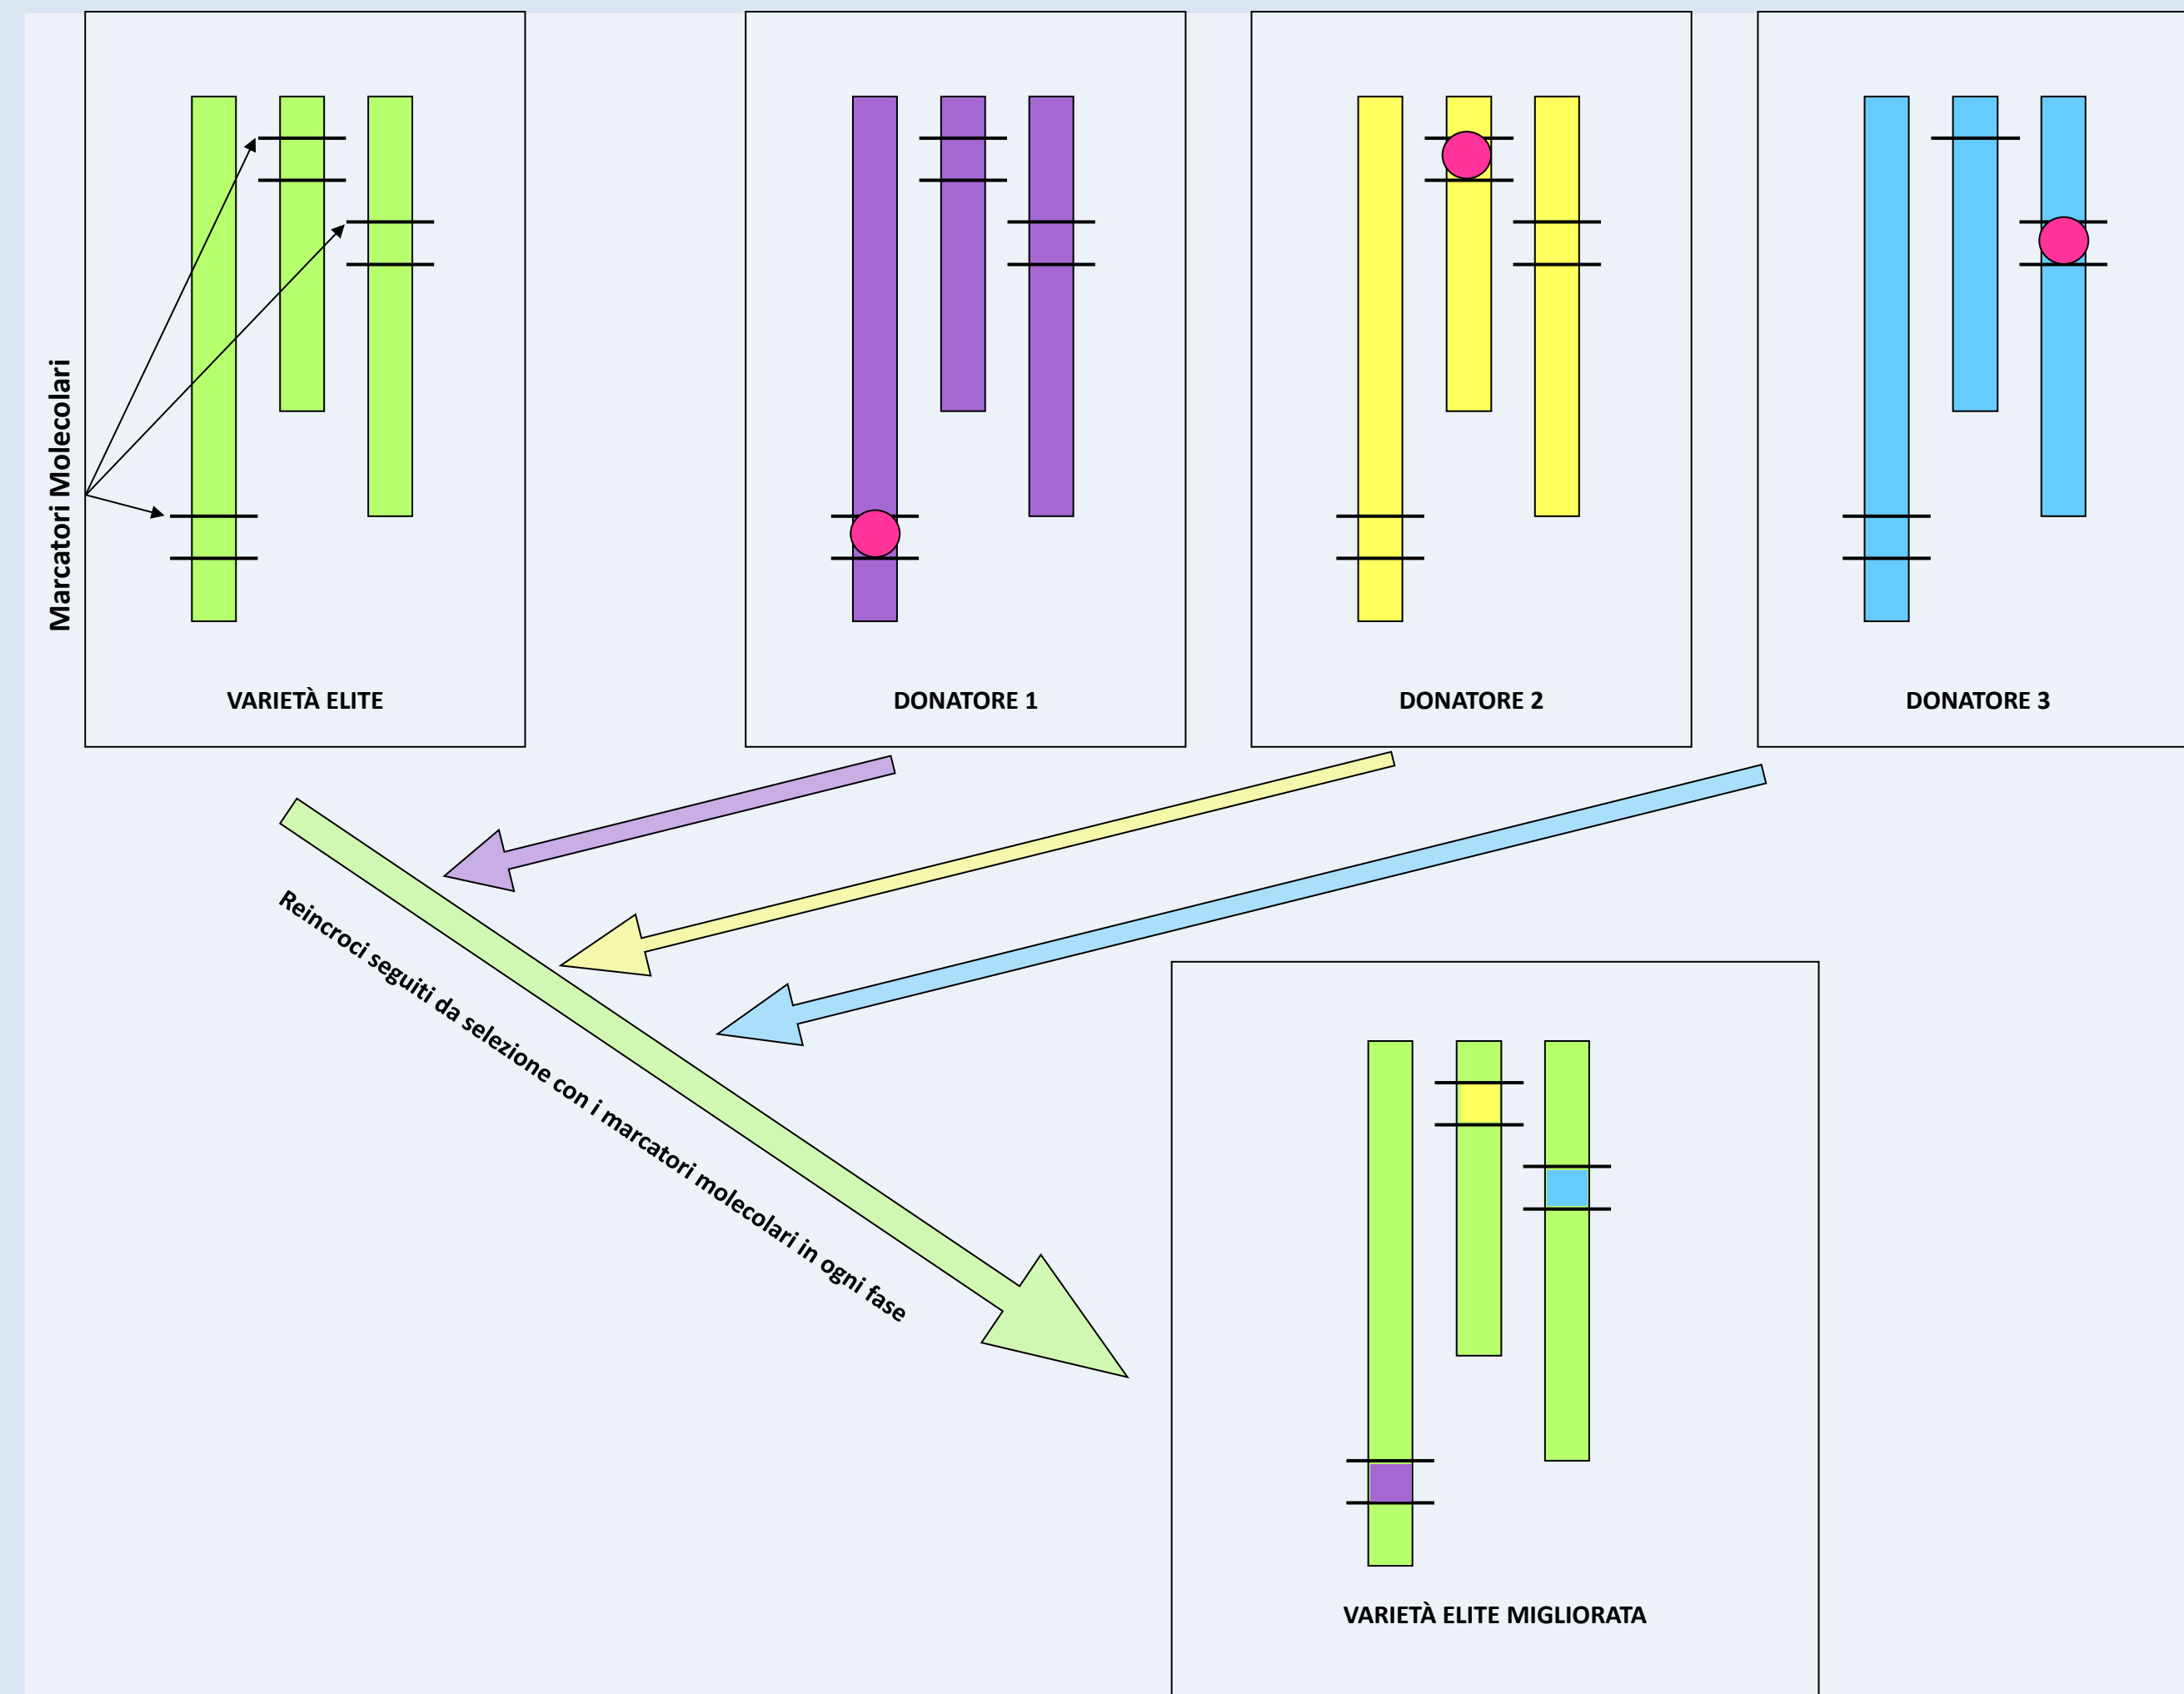 Marcatori Molecolari
VARIETÀ ELITE
DONATORE 1
DONATORE 2
DONATORE 3
Reincroci seguiti da selezione con i marcatori molecolari in ogni fase
VARIETÀ ELITE MIGLIORATA